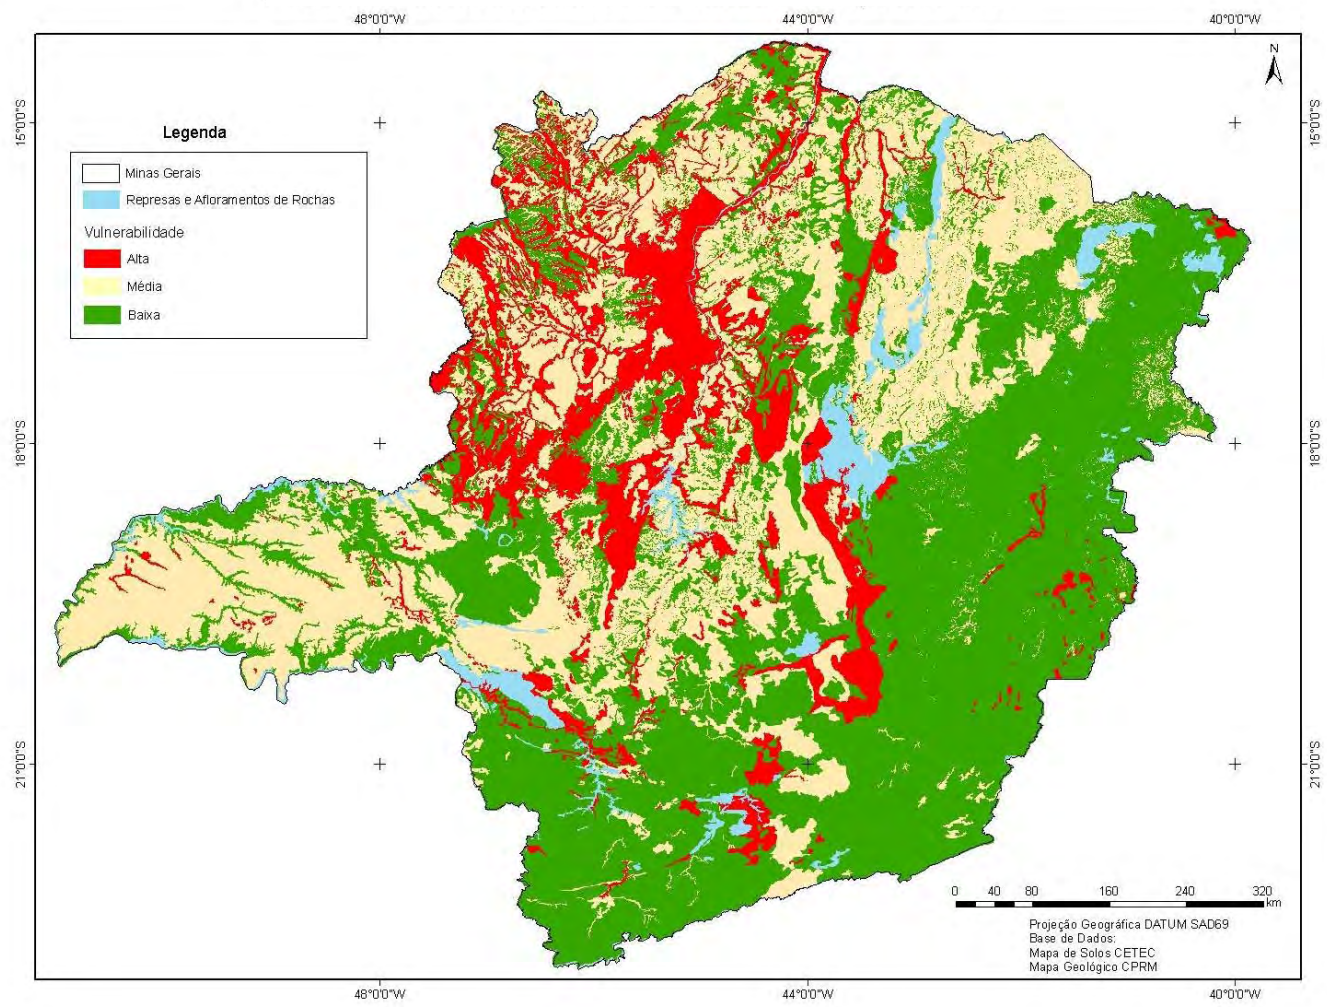 48°0'0"W 44°0'0"W 40°0'0"W
N
15°0'0"S 15°0'0"S
Legenda
Minas Gerais
Represas e Afloramentos de Rochas
Vulnerabilidade
Alta
Média
Baixa
18°0'0"S 18°0'0"S
21°0'0"S 21°0'0"S
0 40 80 160 240 320
km
Projeção Geográfica DATUM SAD69
Base de Dados:
Mapa de Solos CETEC
Mapa Geológico CPRM
48°0'0"W 44°0'0"W 40°0'0"W